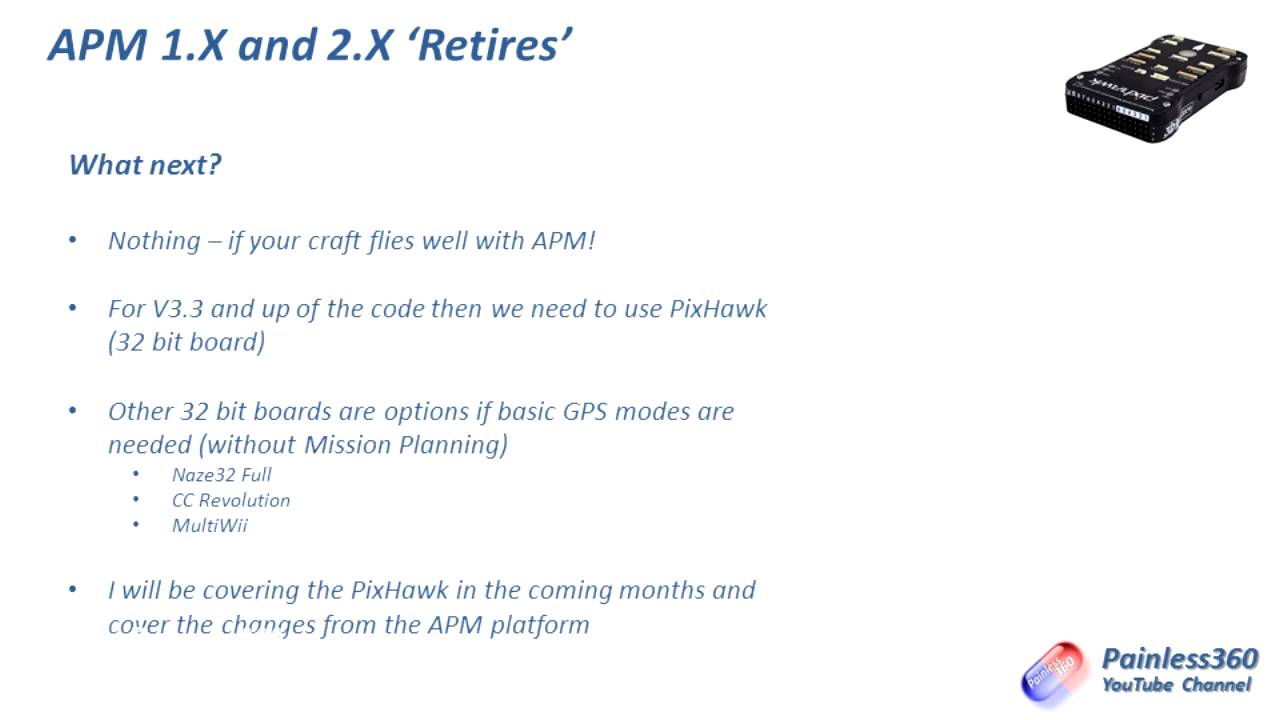 APM 1.X and 2.X ‘Retires’
pixhawk
What next?
• Nothing – if your craft flies well with APM!
• For V3.3 and up of the code then we need to use PixHawk
(32 bit board)
• Other 32 bit boards are options if basic GPS modes are
needed (without Mission Planning)
• Naze32 Full
• CC Revolution
• MultiWii
• I will be covering the PixHawk in the coming months and
cover the changes from the APM platform
Painless
360
Painless360
YouTube Channel